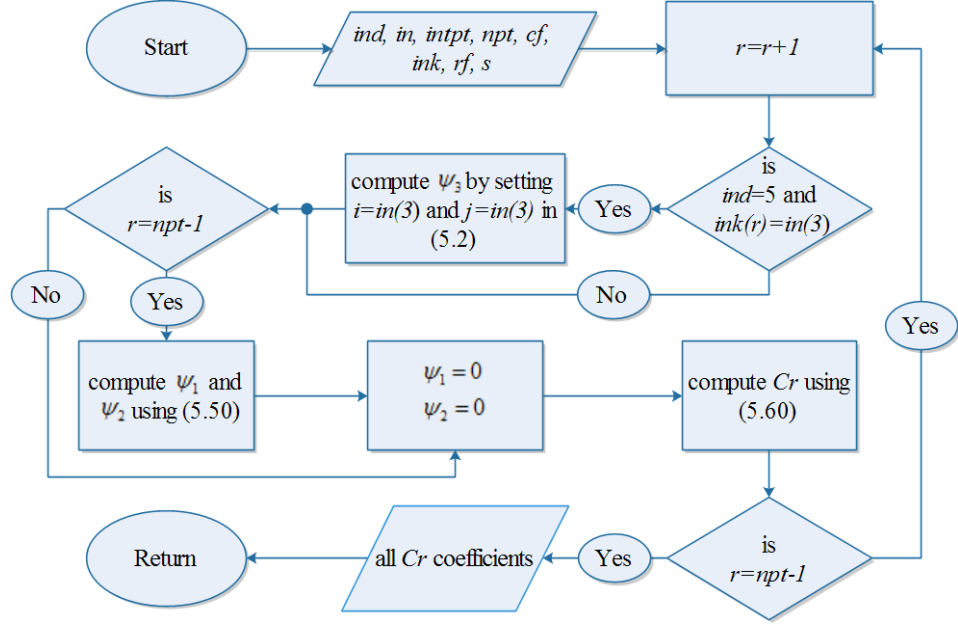 Start
ind, in, intpt, npt, cf,
ink, rf, s
r=r+1
is
ind=5 and
ink(r)=in(3)
Yes
compute ψ₃ by setting
i=in(3) and j=in(3) in
(5.2)
No
is
r=npt-1
No
Yes
compute ψ₁ and
ψ₂ using (5.50)
ψ₁ = 0
ψ₂ = 0
compute Cr using
(5.60)
is
r=npt-1
Yes
Yes
all Cr coefficients
Return